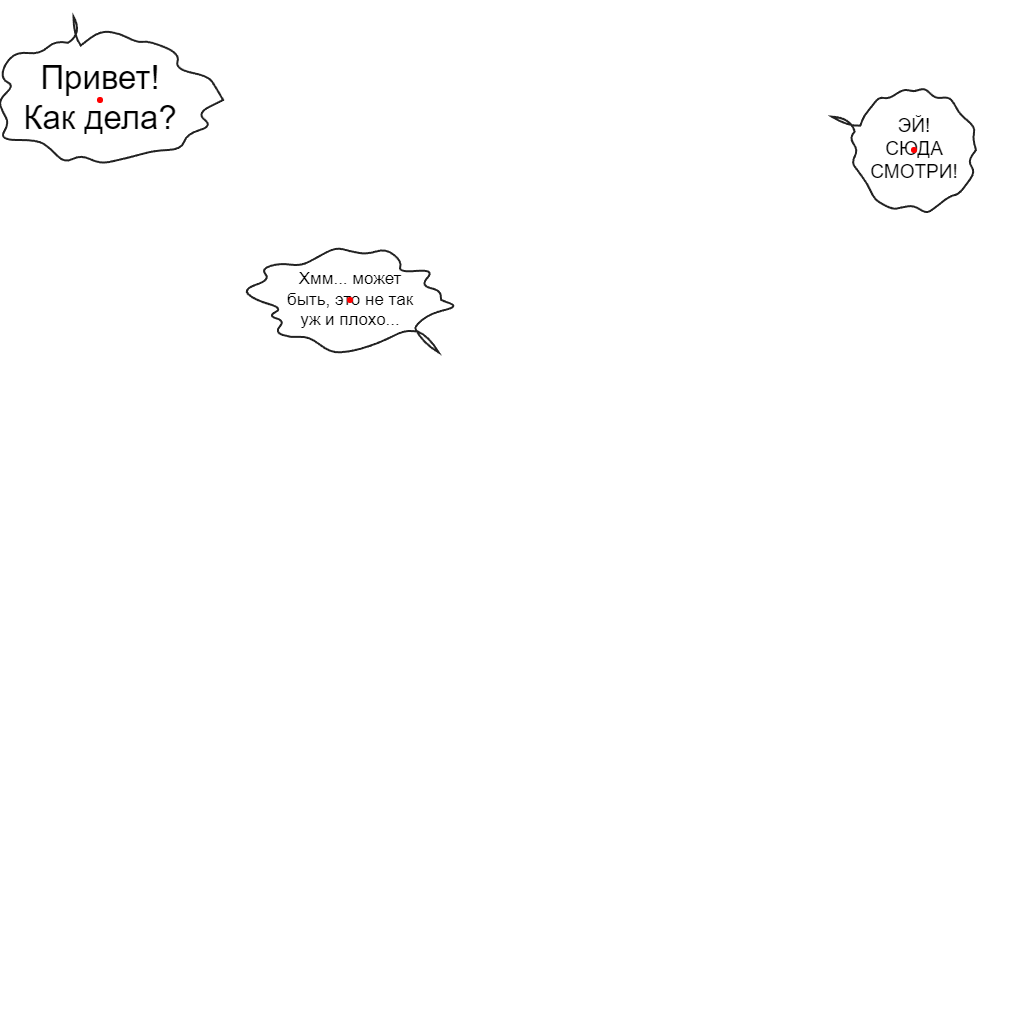 Привет!
Как дела?
ЭЙ!
СЮДА
СМОТРИ!
Хмм... может
быть, это не так
уж и плохо...